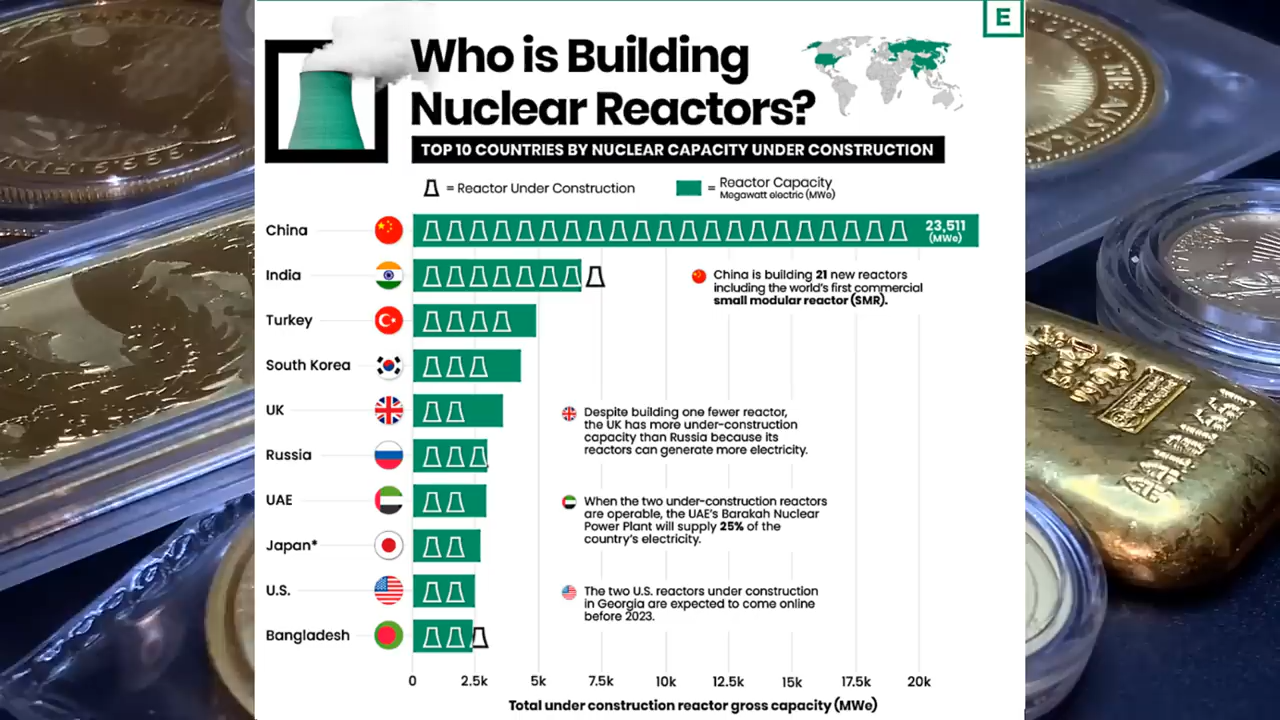 E
Who is Building
Nuclear Reactors?
TOP 10 COUNTRIES BY NUCLEAR CAPACITY UNDER CONSTRUCTION
= Reactor Under Construction
= Reactor Capacity
Megawatt electric (MWe)
China
23,511
(MWe)
India
China is building 21 new reactors
including the world's first commercial
small modular reactor (SMR).
Turkey
South Korea
UK
Despite building one fewer reactor,
the UK has more under-construction
capacity than Russia because its
reactors can generate more electricity.
Russia
UAE
When the two under-construction reactors
are operable, the UAE's Barakah Nuclear
Power Plant will supply 25% of the
country's electricity.
Japan*
U.S.
The two U.S. reactors under construction
in Georgia are expected to come online
before 2023.
Bangladesh
0 2.5k 5k 7.5k 10k 12.5k 15k 17.5k 20k
Total under construction reactor gross capacity (MWe)